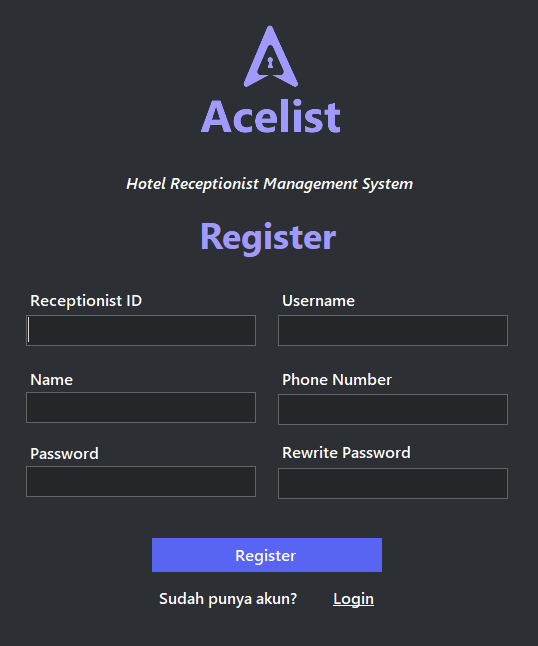 Acelist
Hotel Receptionist Management System
Register
Receptionist ID
Username
Name
Phone Number
Password
Rewrite Password
Register
Sudah punya akun? Login